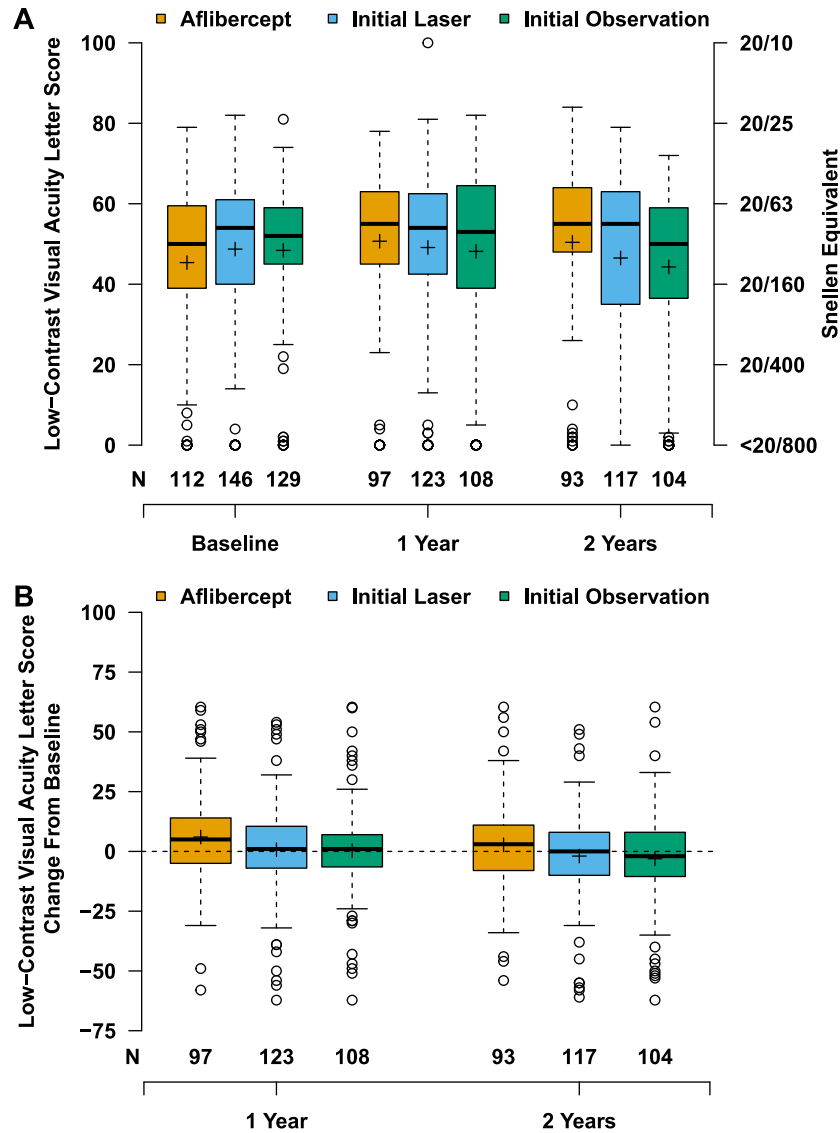 A
Aflibercept Initial Laser Initial Observation
Low−Contrast Visual Acuity Letter Score
100
80
60
40
20
0
20/10
20/25
20/63
20/160
20/400
<20/800
Snellen Equivalent
N 112 146 129 97 123 108 93 117 104
Baseline 1 Year 2 Years
B
Aflibercept Initial Laser Initial Observation
Low−Contrast Visual Acuity Letter Score
Change From Baseline
100
75
50
25
0
−25
−50
−75
N 97 123 108 93 117 104
1 Year 2 Years